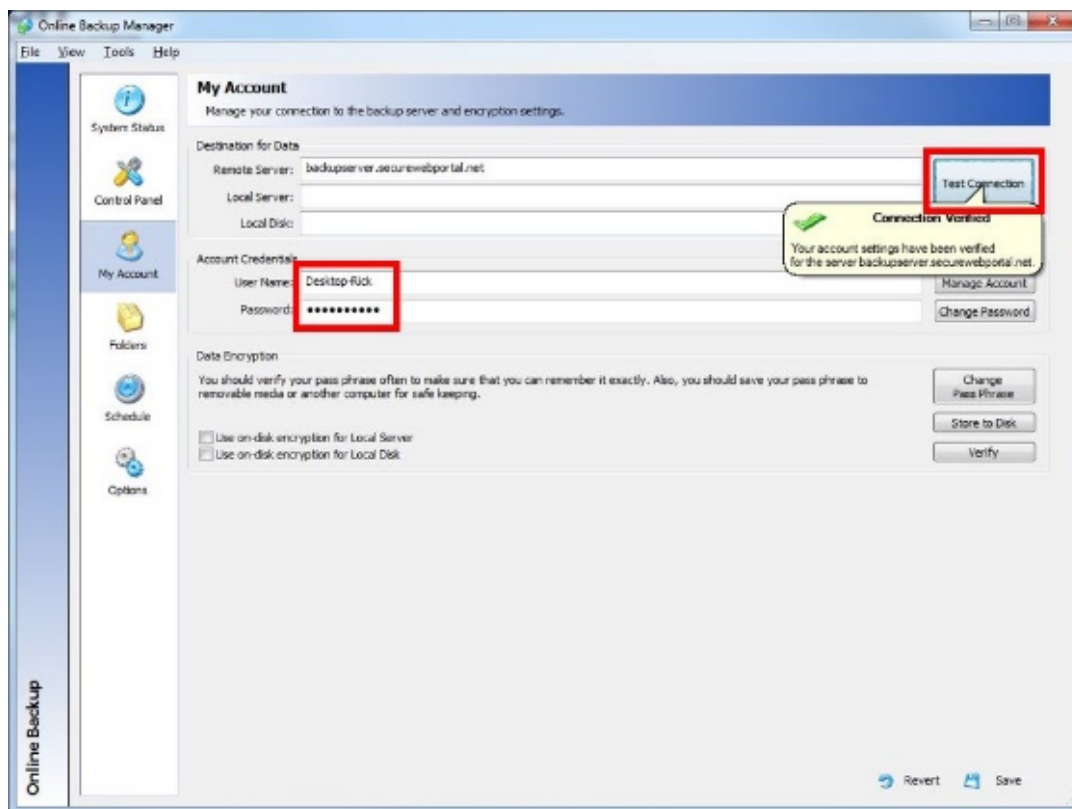 Online Backup Manager
File View Tools Help
System Status
Control Panel
My Account
Folders
Schedule
Options
Online Backup
My Account
Manage your connection to the backup server and encryption settings.
Destination for Data
Remote Server: backupserver.securewebportal.net
Local Server:
Local Disk:
Test Connection
Connection Verified
Your account settings have been verified
for the server backupserver.securewebportal.net.
Account Credentials
User Name: Desktop-Rick
Manage Account
Password: ••••••••••
Change Password
Data Encryption
You should verify your pass phrase often to make sure that you can remember it exactly. Also, you should save your pass phrase to
removable media or another computer for safe keeping.
Change
Pass Phrase
Store to Disk
Use on-disk encryption for Local Server
Use on-disk encryption for Local Disk
Verify
Revert Save